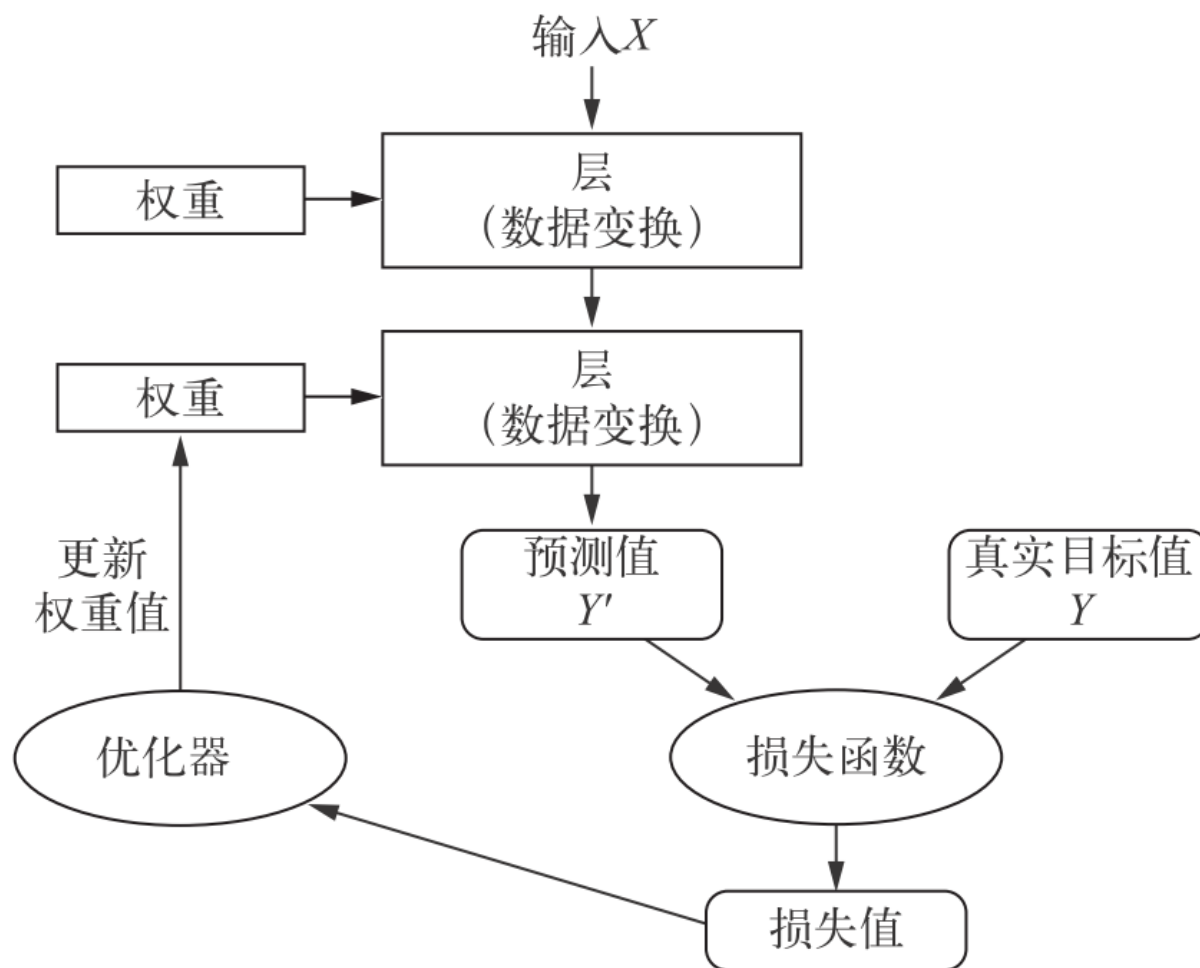 输入X
权重
层
（数据变换）
权重
层
（数据变换）
更新
权重值
预测值
Y'
真实目标值
Y
优化器
损失函数
损失值